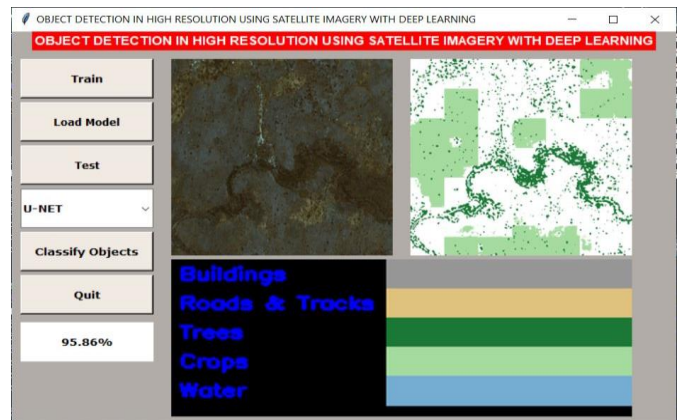 OBJECT DETECTION IN HIGH RESOLUTION USING SATELLITE IMAGERY WITH DEEP LEARNING
OBJECT DETECTION IN HIGH RESOLUTION USING SATELLITE IMAGERY WITH DEEP LEARNING
Train
Load Model
Test
U-NET
Classify Objects
Quit
95.86%
Buildings
Roads & Tracks
Trees
Crops
Water